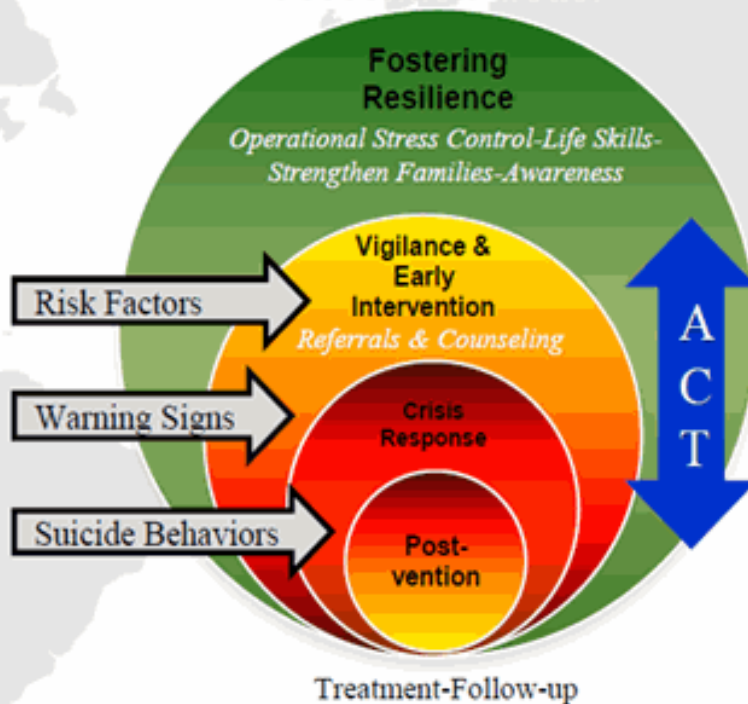 Fostering
Resilience
Operational Stress Control-Life Skills-
Strengthen Families-Awareness
Vigilance &
Early
Intervention
Referrals & Counseling
Risk Factors
Warning Signs
Suicide Behaviors
Crisis
Response
Post-
vention
A
C
T
Treatment-Follow-up